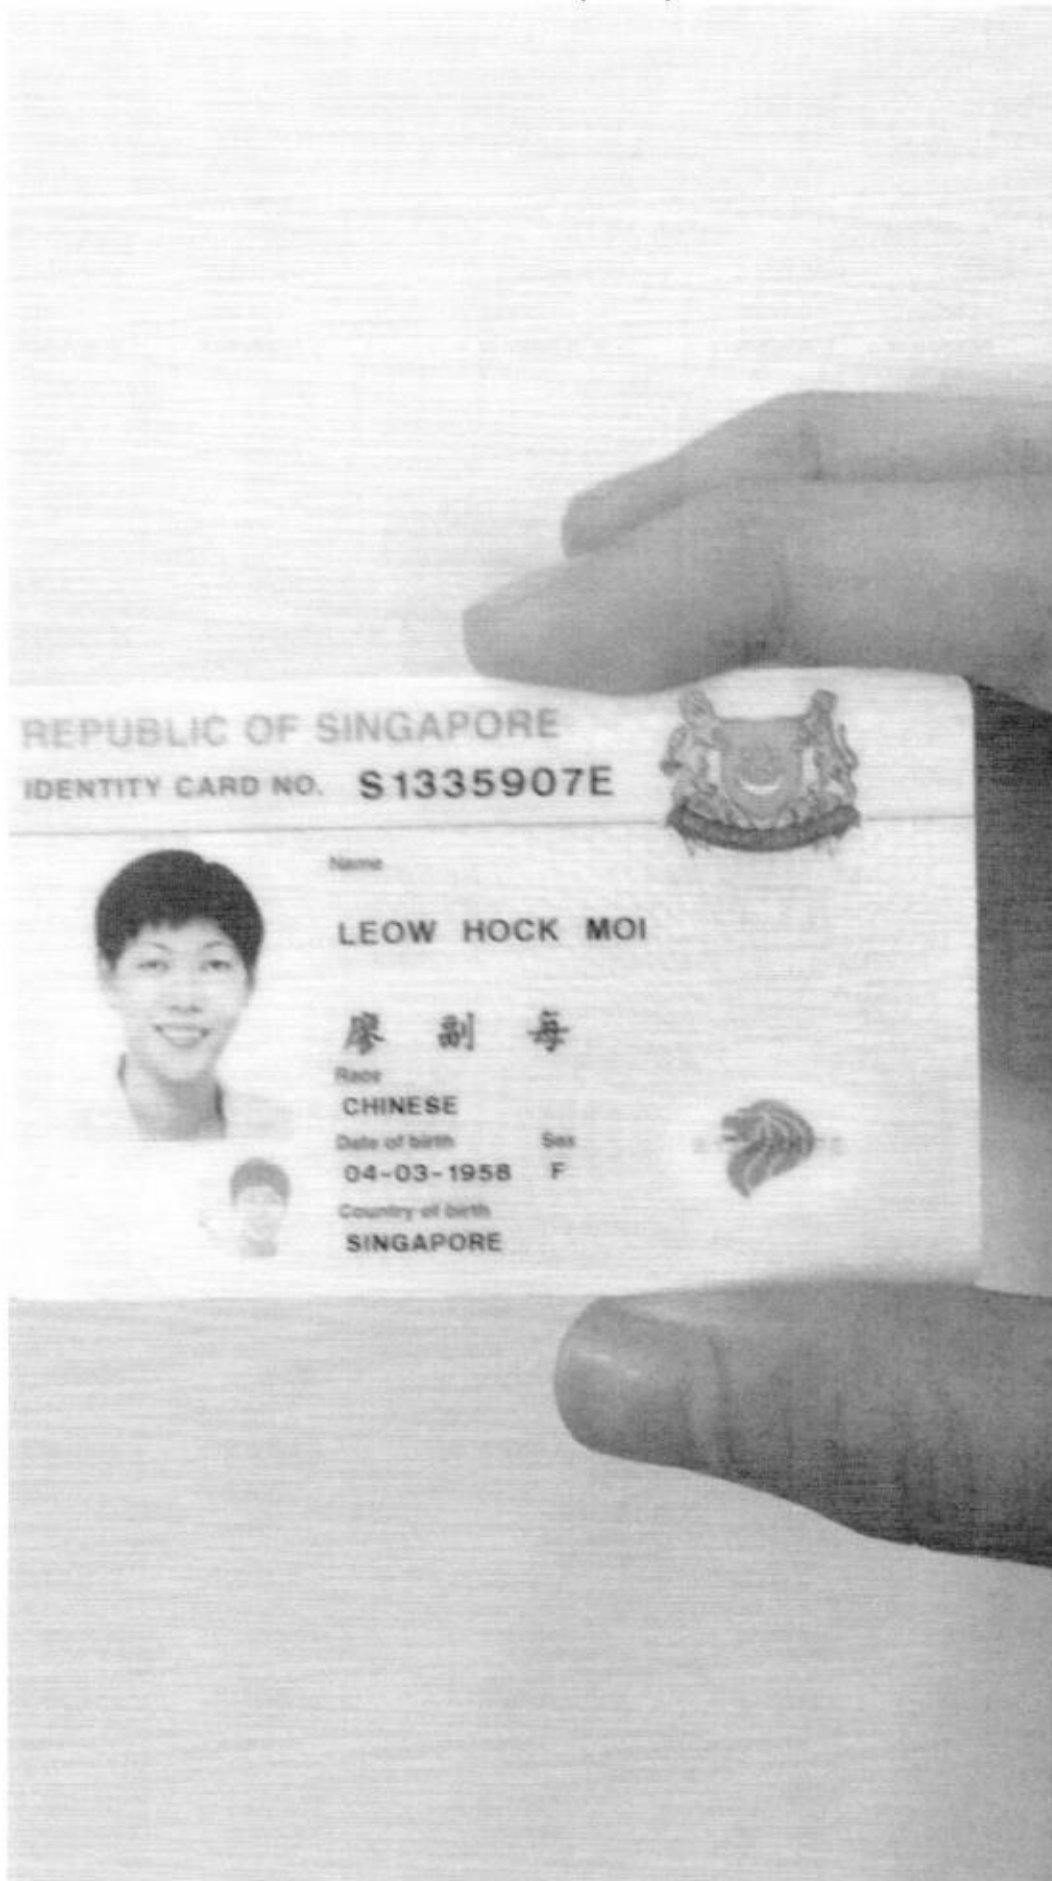 REPUBLIC OF SINGAPORE
IDENTITY CARD NO. S1335907E
Name
LEOW HOCK MOI
廖 副 每
Race
CHINESE
Date of birth Sex
04-03-1958 F
Country of birth
SINGAPORE